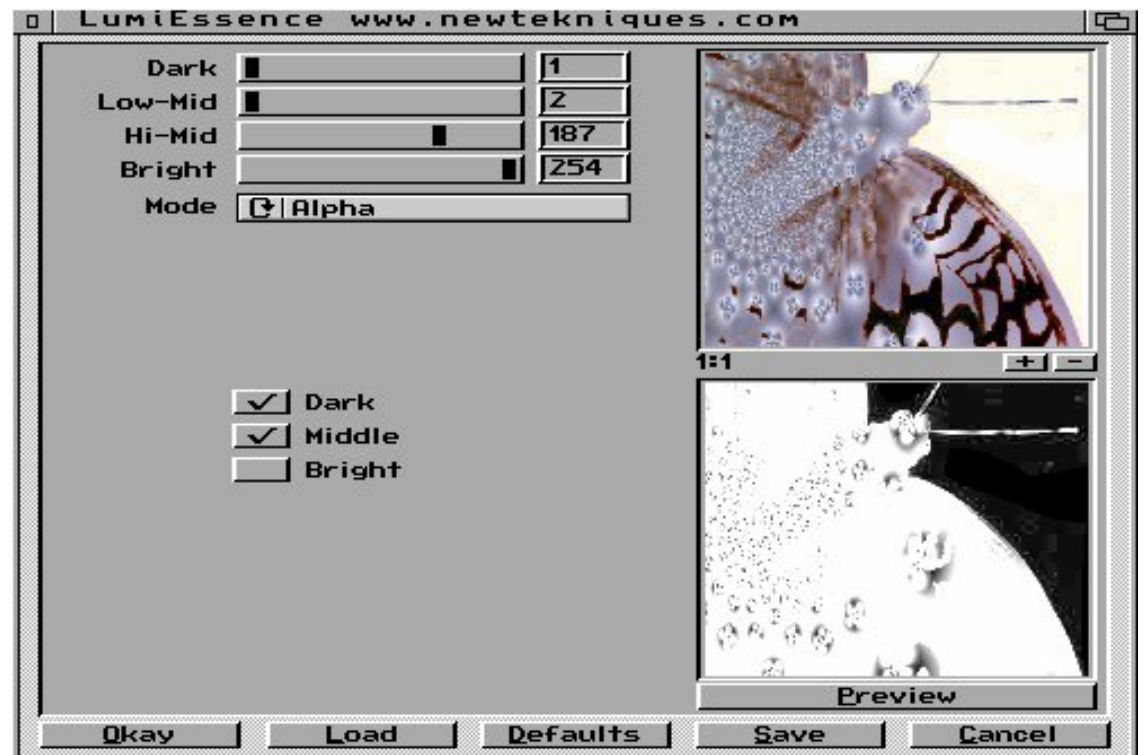 LumiEssence www.newtekniques.com
Dark 1
Low-Mid 2
Hi-Mid 187
Bright 254
Mode Alpha
1:1 + -
Dark
Middle
Bright
Preview
Okay Load Defaults Save Cancel